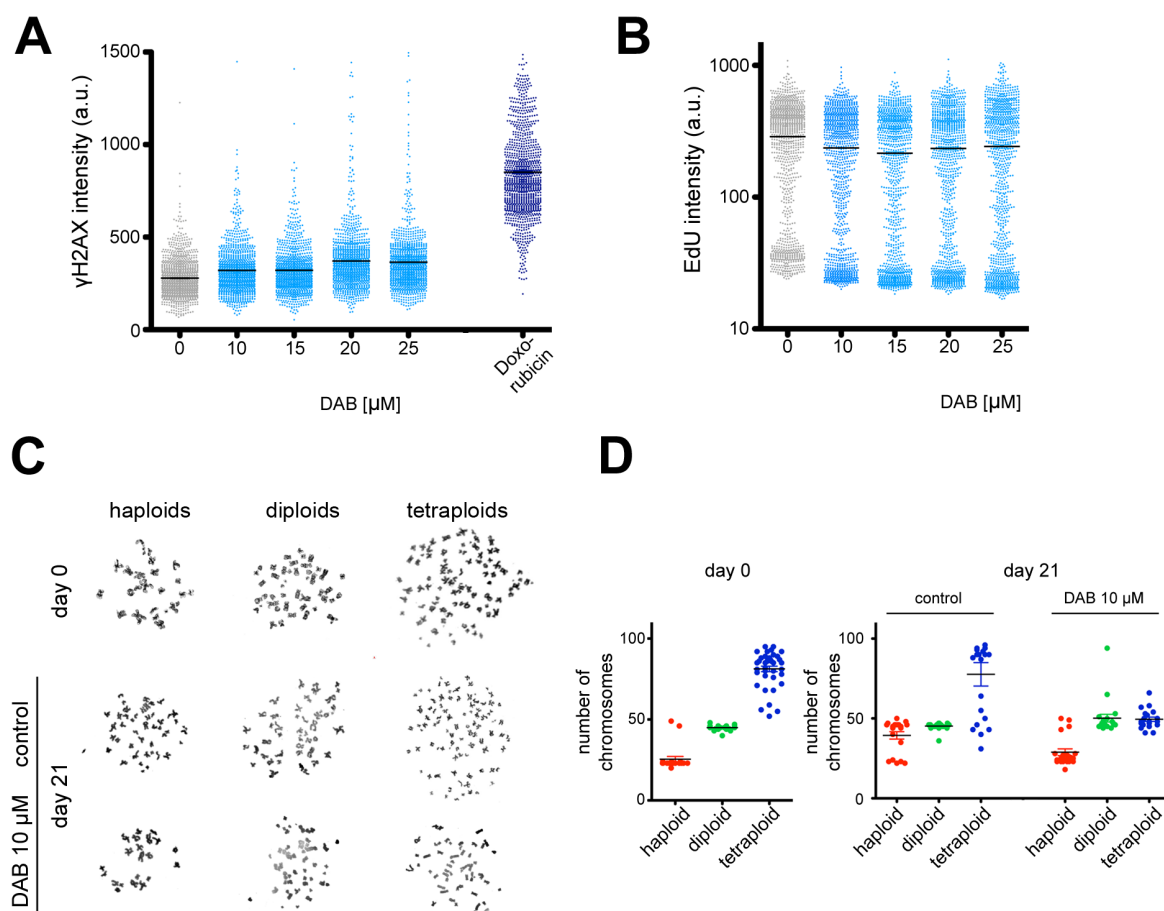 A
γH2AX intensity (a.u.)
1500
1000
500
0
0
10
15
20
25
Doxo-
rubicin
DAB [µM]
B
EdU intensity (a.u.)
1000
100
10
0
10
15
20
25
DAB [µM]
C
haploids
diploids
tetraploids
day 0
control
day 21
DAB 10 µM
D
day 0
day 21
control
DAB 10 µM
number of
chromosomes
100
50
0
haploid
diploid
tetraploid
number of
chromosomes
100
50
0
haploid
diploid
tetraploid
haploid
diploid
tetraploid